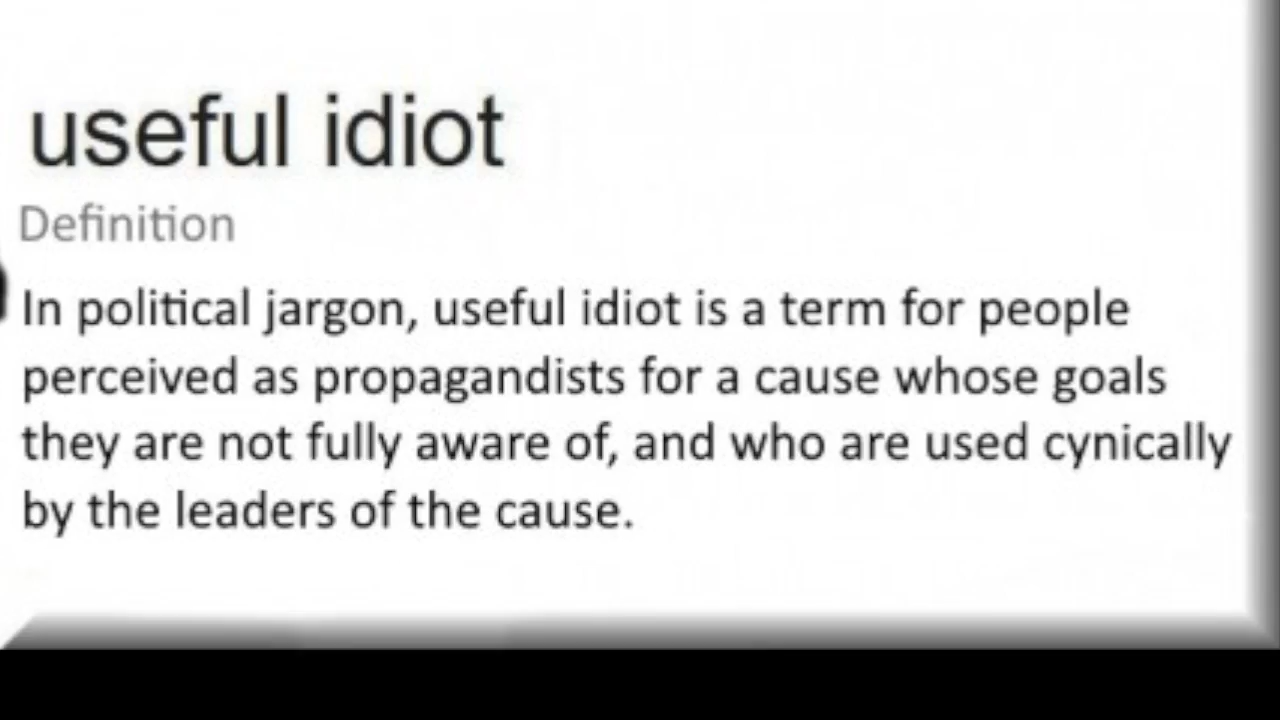 useful idiot
Definition
In political jargon, useful idiot is a term for people
perceived as propagandists for a cause whose goals
they are not fully aware of, and who are used cynically
by the leaders of the cause.